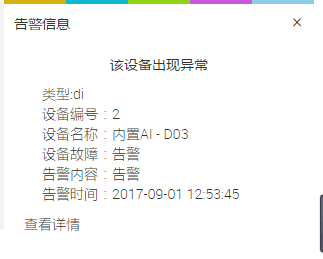 告警信息
×
该设备出现异常
类型:di
设备编号：2
设备名称：内置AI - D03
设备故障：告警
告警内容：告警
告警时间：2017-09-01 12:53:45
查看详情